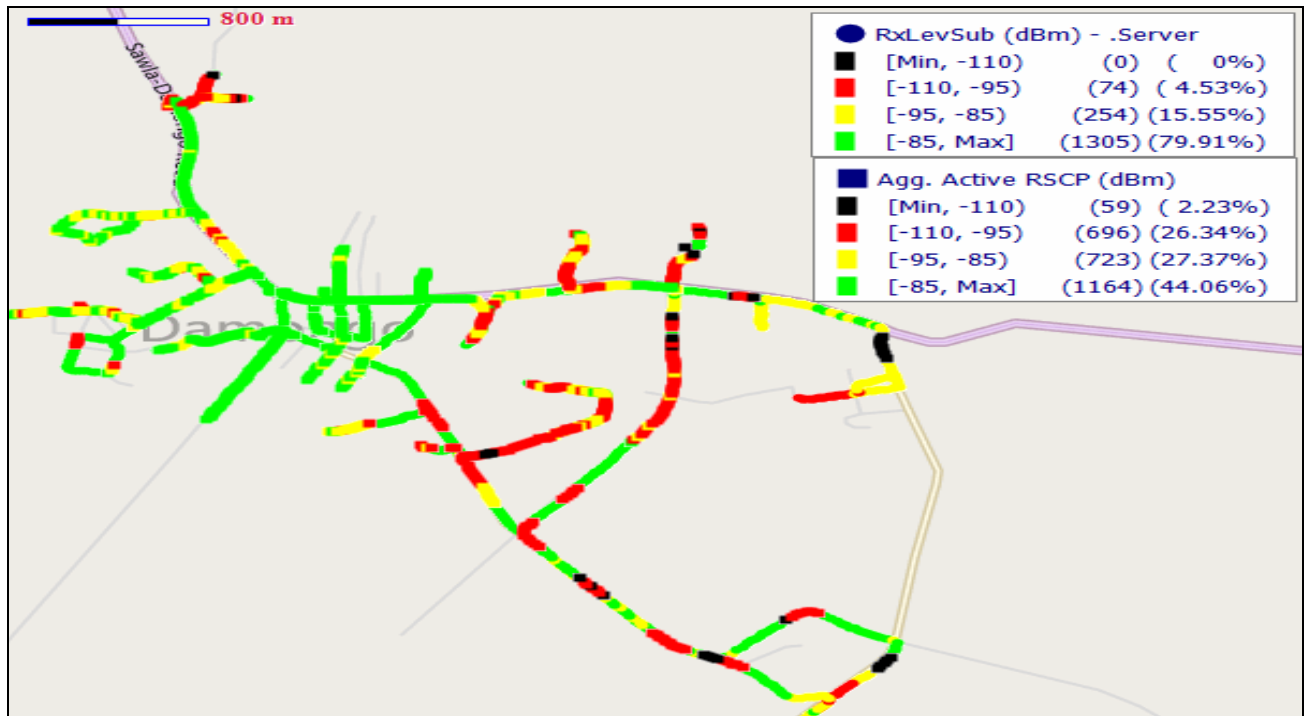 800 m
RxLevSub (dBm) - .Server
[Min, -110) (0) ( 0%)
[-110, -95) (74) ( 4.53%)
[-95, -85) (254) (15.55%)
[-85, Max] (1305) (79.91%)
Agg. Active RSCP (dBm)
[Min, -110) (59) ( 2.23%)
[-110, -95) (696) (26.34%)
[-95, -85) (723) (27.37%)
[-85, Max] (1164) (44.06%)
Damongo